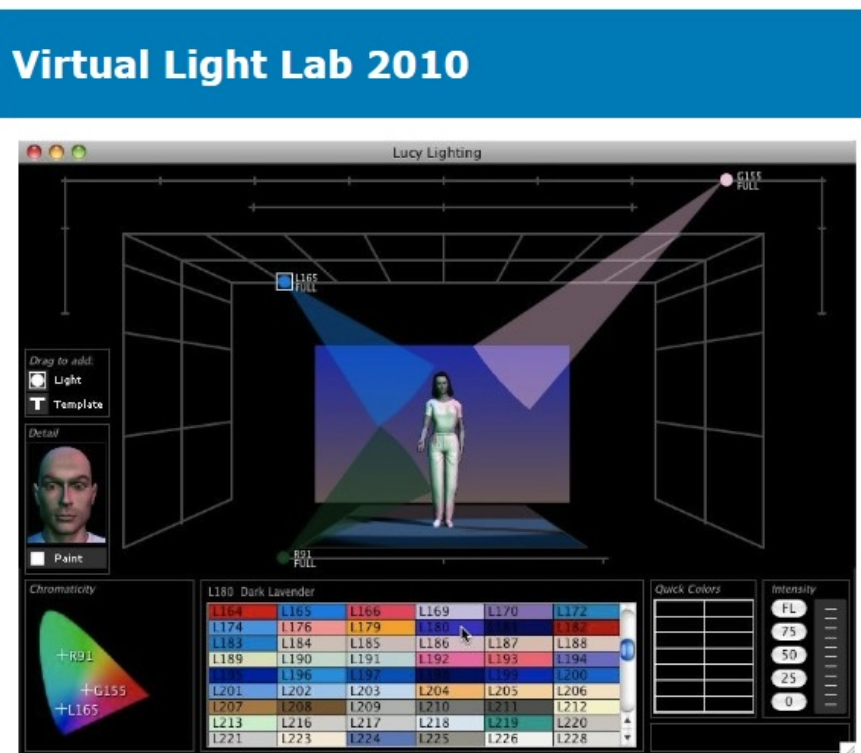 Virtual Light Lab 2010
Lucy Lighting
G155
FULL
L165
FULL
Drag to add:
Light
T Template
Detail
R91
FULL
Paint
Chromaticity
R91
G155
L165
L180 Dark Lavender
L164 L165 L166 L169 L170 L172
L174 L176 L179 L180 L181 L182
L183 L184 L185 L186 L187 L188
L189 L190 L191 L192 L193 L194
L195 L196 L197 L198 L199 L200
L201 L202 L203 L204 L205 L206
L207 L208 L209 L210 L211 L212
L213 L216 L217 L218 L219 L220
L221 L223 L224 L225 L226 L228
Quick Colors
Intensity
FL
75
50
25
0